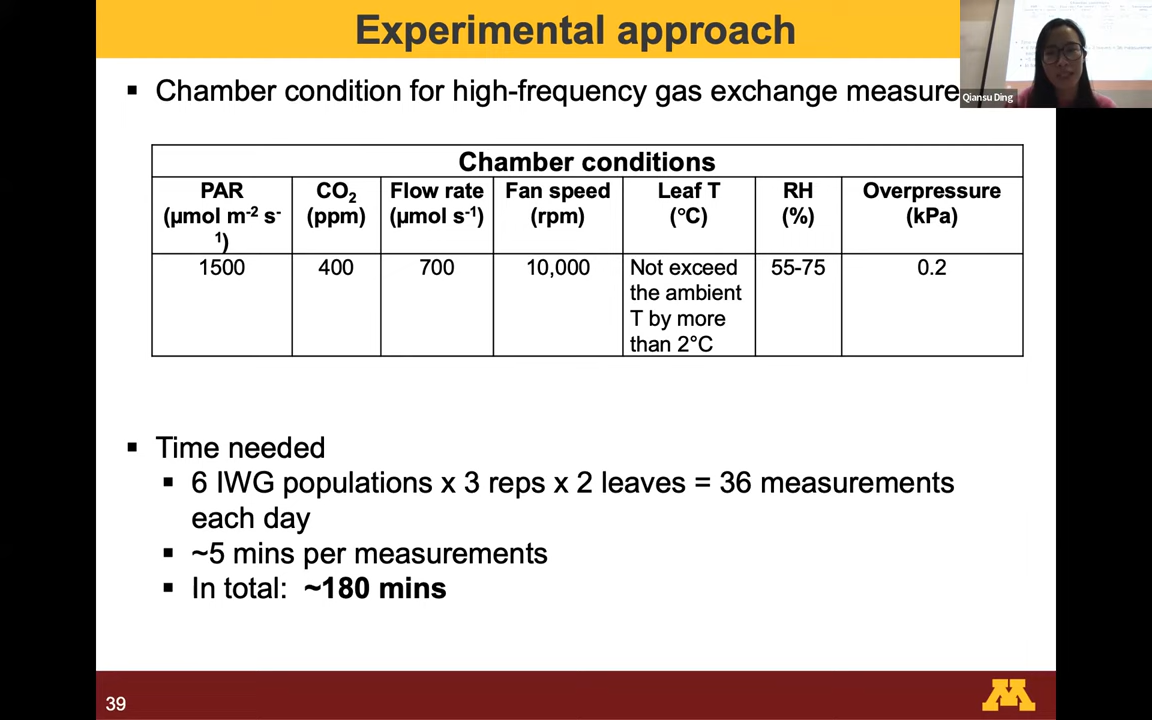 Experimental approach
▪ Chamber condition for high-frequency gas exchange measure
Qiansu Ding
Chamber conditions
PAR (µmol m-2 s-1) | CO2 (ppm) | Flow rate (µmol s-1) | Fan speed (rpm) | Leaf T (°C) | RH (%) | Overpressure (kPa)
1500 | 400 | 700 | 10,000 | Not exceed the ambient T by more than 2°C | 55-75 | 0.2
▪ Time needed
▪ 6 IWG populations x 3 reps x 2 leaves = 36 measurements
each day
▪ ~5 mins per measurements
▪ In total: ~180 mins
39
M